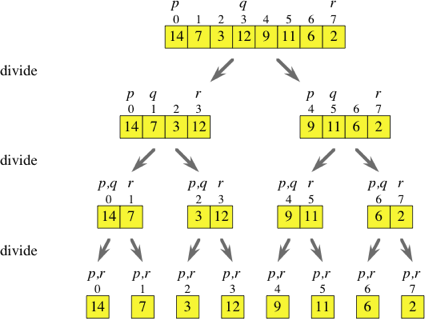 p q r
0 1 2 3 4 5 6 7
14 7 3 12 9 11 6 2
divide
p q r p q r
0 1 2 3 4 5 6 7
14 7 3 12 9 11 6 2
divide
p,q r p,q r p,q r p,q r
0 1 2 3 4 5 6 7
14 7 3 12 9 11 6 2
divide
p,r p,r p,r p,r p,r p,r p,r p,r
0 1 2 3 4 5 6 7
14 7 3 12 9 11 6 2